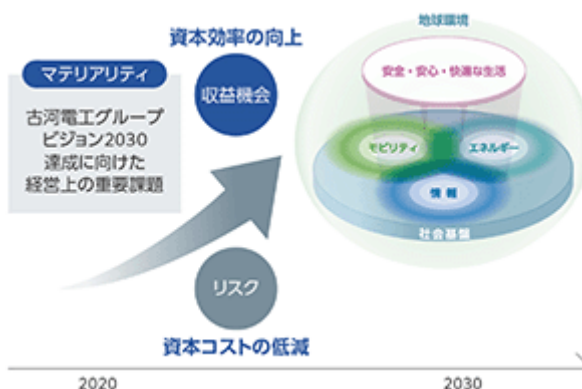 資本効率の向上
マテリアリティ
古河電工グループ
ビジョン2030
達成に向けた
経営上の重要課題
収益機会
リスク
資本コストの低減
地球環境
安全・安心・快適な生活
モビリティ
エネルギー
情報
社会基盤
2020
2030